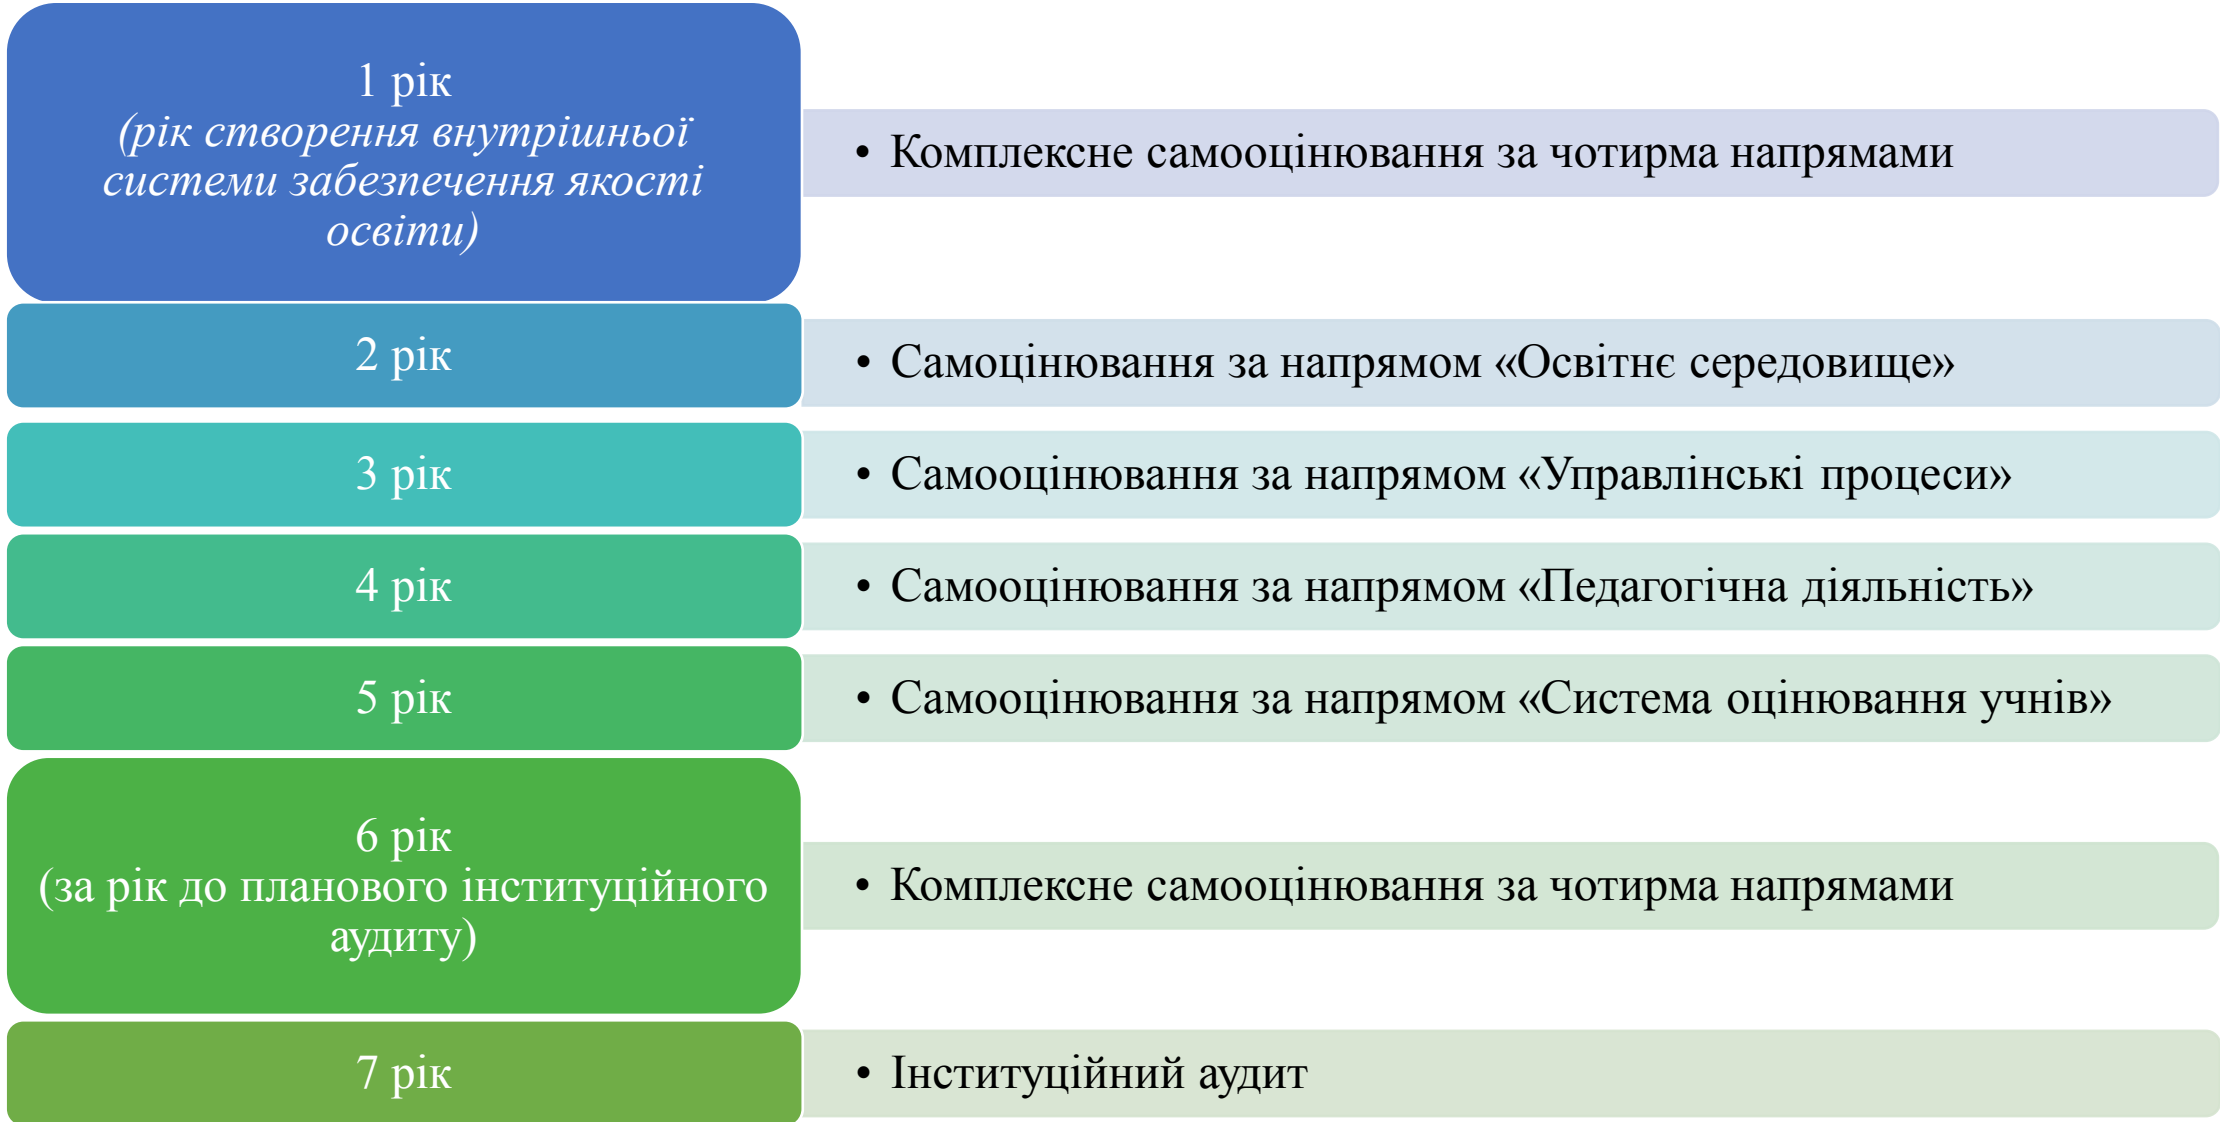 1 рік
(рік створення внутрішньої
системи забезпечення якості
освіти)
• Комплексне самооцінювання за чотирма напрямами
2 рік
• Самоцінювання за напрямом «Освітнє середовище»
3 рік
• Самооцінювання за напрямом «Управлінські процеси»
4 рік
• Самооцінювання за напрямом «Педагогічна діяльність»
5 рік
• Самооцінювання за напрямом «Система оцінювання учнів»
6 рік
(за рік до планового інституційного
аудиту)
• Комплексне самооцінювання за чотирма напрямами
7 рік
• Інституційний аудит